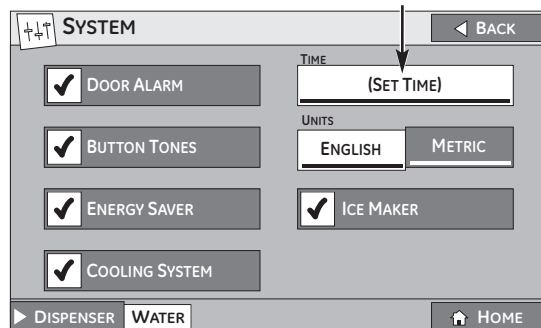 SYSTEM
BACK
DOOR ALARM
TIME
(SET TIME)
BUTTON TONES
UNITS
ENGLISH
METRIC
ENERGY SAVER
ICE MAKER
COOLING SYSTEM
DISPENSER
WATER
HOME